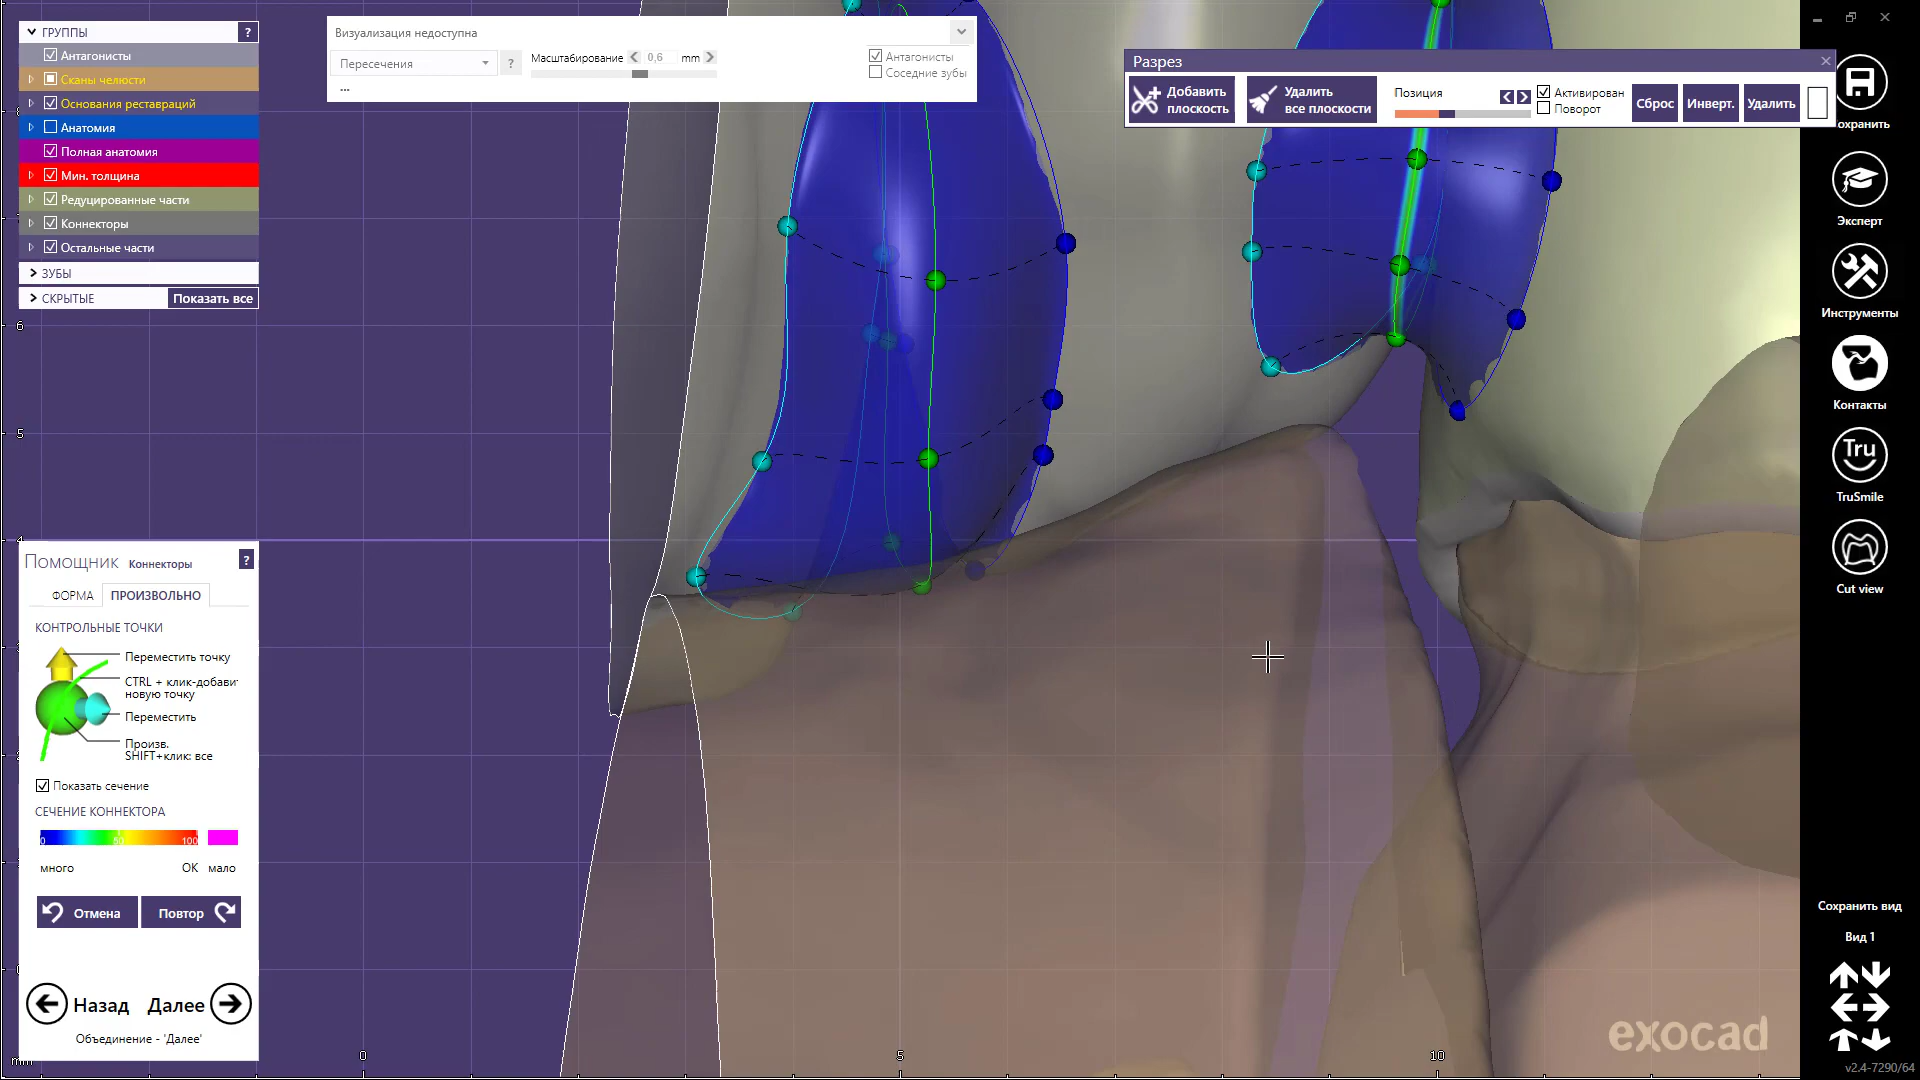 ГРУППЫ
?
Антагонисты
Сканы челюсти
Основания реставраций
Анатомия
Полная анатомия
Мин. толщина
Редуцированные части
Коннекторы
Остальные части
ЗУБЫ
СКРЫТЫЕ
Показать все
Визуализация недоступна
Пересечения
?
Масштабирование
0,6
mm
Антагонисты
Соседние зубы
...
Разрез
Добавить
плоскость
Удалить
все плоскости
Позиция
Активирован
Поворот
Сброс
Инверт.
Удалить
охранить
Эксперт
Инструменты
Контакты
Tru
TruSmile
Cut view
Сохранить вид
Вид 1
v2.4-7290/64
exocad
6
5
Помощник Коннекторы
?
ФОРМА
ПРОИЗВОЛЬНО
КОНТРОЛЬНЫЕ ТОЧКИ
Переместить точку
CTRL + клик-добави
новую точку
Переместить
Произв.
SHIFT+клик: все
Показать сечение
СЕЧЕНИЕ КОННЕКТОРА
0
50
100
много
OK
мало
Отмена
Повтор
Назад
Далее
Объединение - 'Далее'
0
5
10